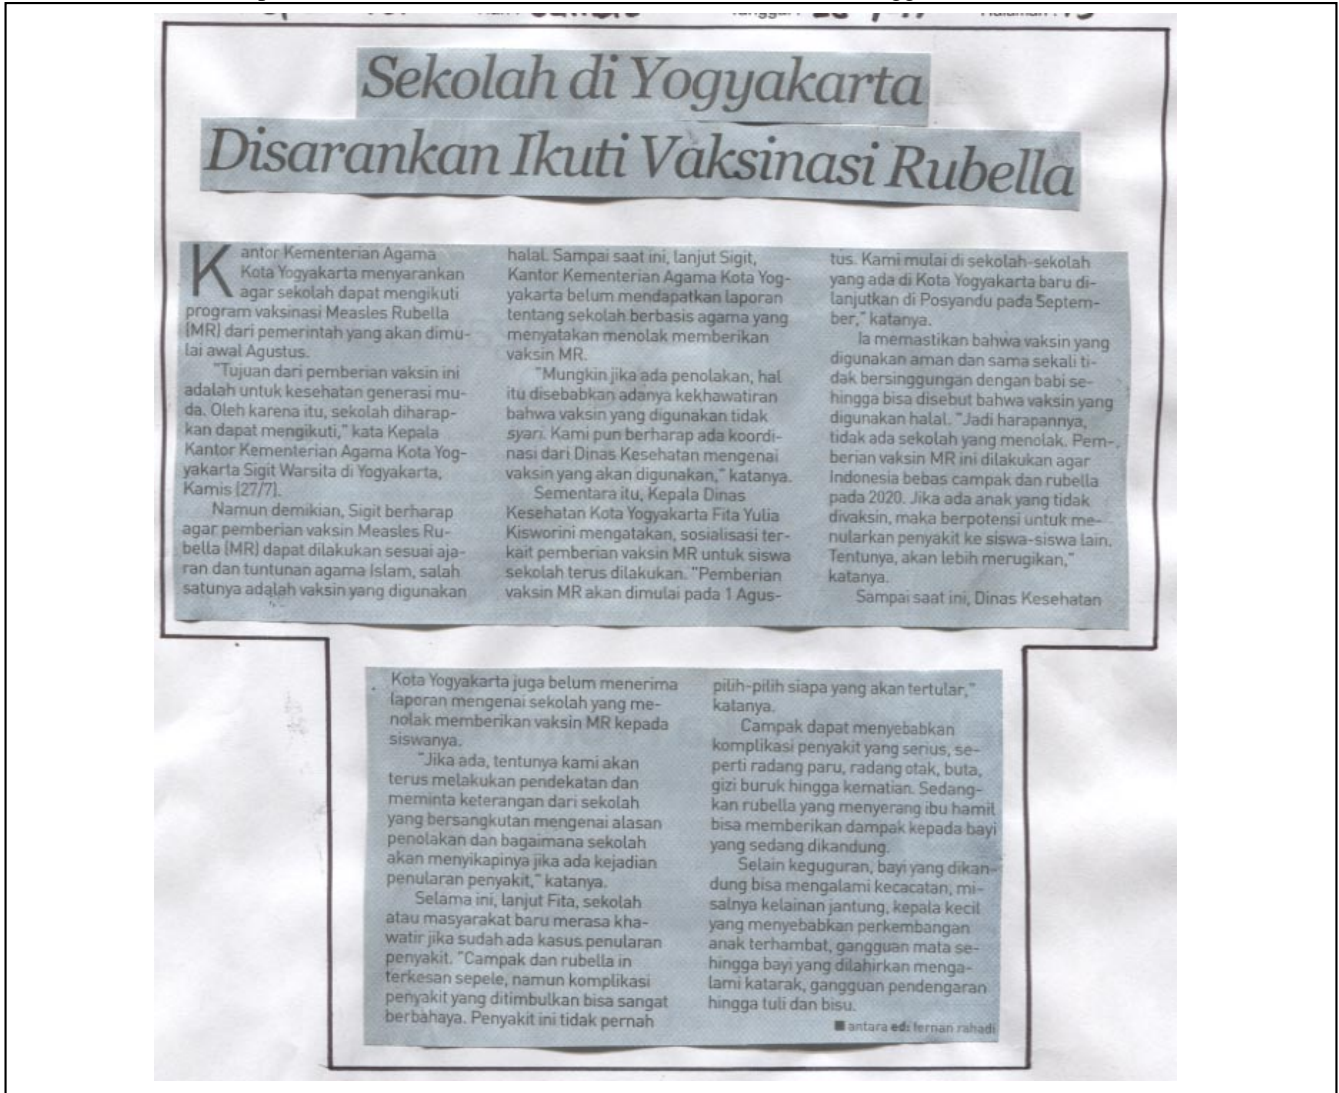 Sekolah di Yogyakarta
Disarankan Ikuti Vaksinasi Rubella
Kantor Kementerian Agama
Kota Yogyakarta menyarankan
agar sekolah dapat mengikuti
program vaksinasi Measles Rubella
(MR) dari pemerintah yang akan dimu-
lai awal Agustus.
"Tujuan dari pemberian vaksin ini
adalah untuk kesehatan generasi mu-
da. Oleh karena itu, sekolah diharap-
kan dapat mengikuti," kata Kepala
Kantor Kementerian Agama Kota Yog-
yakarta Sigit Warsita di Yogyakarta,
Kamis (27/7).
Namun demikian, Sigit berharap
agar pemberian vaksin Measles Ru-
bella (MR) dapat dilakukan sesuai aja-
ran dan tuntunan agama Islam, salah
satunya adalah vaksin yang digunakan
halal. Sampai saat ini, lanjut Sigit,
Kantor Kementerian Agama Kota Yog-
yakarta belum mendapatkan laporan
tentang sekolah berbasis agama yang
menyatakan menolak memberikan
vaksin MR.
"Mungkin jika ada penolakan, hal
itu disebabkan adanya kekhawatiran
bahwa vaksin yang digunakan tidak
syari. Kami pun berharap ada koordi-
nasi dari Dinas Kesehatan mengenai
vaksin yang akan digunakan," katanya.
Sementara itu, Kepala Dinas
Kesehatan Kota Yogyakarta Fita Yulia
Kisworini mengatakan, sosialisasi ter-
kait pemberian vaksin MR untuk siswa
sekolah terus dilakukan. "Pemberian
vaksin MR akan dimulai pada 1 Agus-
tus. Kami mulai di sekolah-sekolah
yang ada di Kota Yogyakarta baru di-
lanjutkan di Posyandu pada Septem-
ber," katanya.
Ia memastikan bahwa vaksin yang
digunakan aman dan sama sekali ti-
dak bersinggungan dengan babi se-
hingga bisa disebut bahwa vaksin yang
digunakan halal. "Jadi harapannya,
tidak ada sekolah yang menolak. Pem-
berian vaksin MR ini dilakukan agar
Indonesia bebas campak dan rubella
pada 2020. Jika ada anak yang tidak
divaksin, maka berpotensi untuk me-
nularkan penyakit ke siswa-siswa lain.
Tentunya, akan lebih merugikan,"
katanya.
Sampai saat ini, Dinas Kesehatan
Kota Yogyakarta juga belum menerima
laporan mengenai sekolah yang me-
nolak memberikan vaksin MR kepada
siswanya.
"Jika ada, tentunya kami akan
terus melakukan pendekatan dan
meminta keterangan dari sekolah
yang bersangkutan mengenai alasan
penolakan dan bagaimana sekolah
akan menyikapinya jika ada kejadian
penularan penyakit," katanya.
Selama ini, lanjut Fita, sekolah
atau masyarakat baru merasa kha-
watir jika sudah ada kasus penularan
penyakit. "Campak dan rubella in
terkesan sepele, namun komplikasi
penyakit yang ditimbulkan bisa sangat
berbahaya. Penyakit ini tidak pernah
pilih-pilih siapa yang akan tertular,"
katanya.
Campak dapat menyebabkan
komplikasi penyakit yang serius, se-
perti radang paru, radang otak, buta,
gizi buruk hingga kematian. Sedang-
kan rubella yang menyerang ibu hamil
bisa memberikan dampak kepada bayi
yang sedang dikandung.
Selain keguguran, bayi yang dikan-
dung bisa mengalami kecacatan, mi-
salnya kelainan jantung, kepala kecil
yang menyebabkan perkembangan
anak terhambat, gangguan mata se-
hingga bayi yang dilahirkan menga-
lami katarak, gangguan pendengaran
hingga tuli dan bisu.
■ antara ed: fernan rahadi